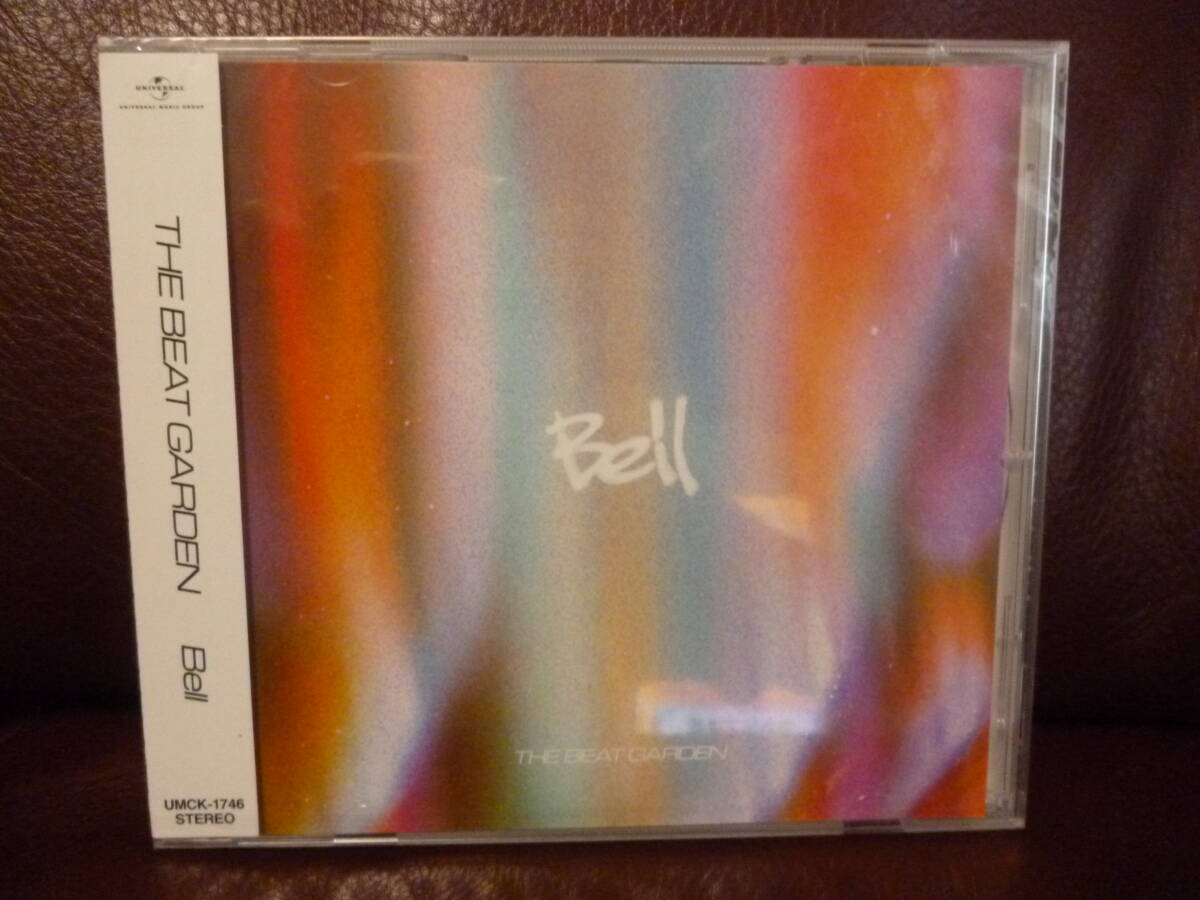 UNIVERSAL
UNIVERSAL MUSIC GROUP
THE BEAT GARDEN Bell
UMCK-1746
STEREO
Bell
THE BEAT GARDEN